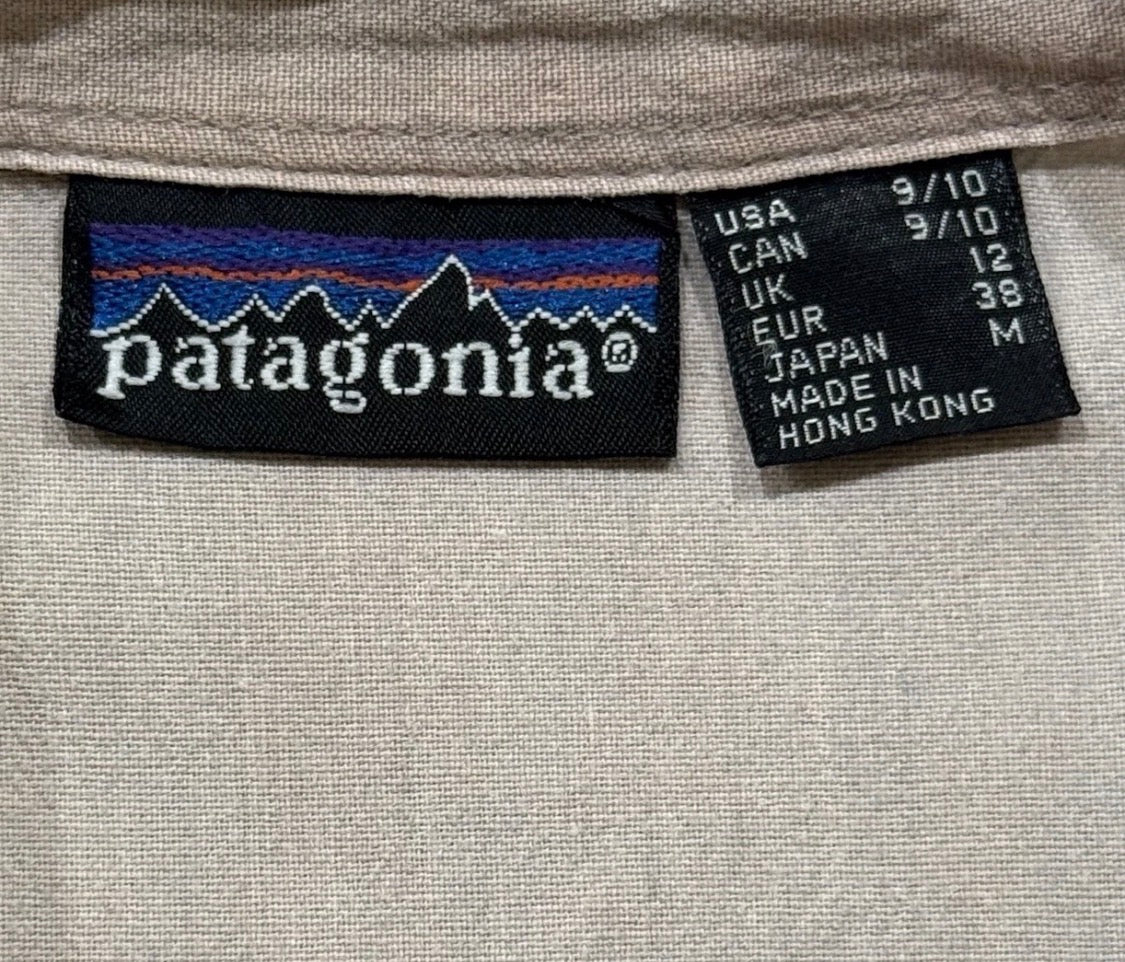 patagonia®
USA 9/10
CAN 9/10
UK 12
EUR 38
JAPAN M
MADE IN
HONG KONG